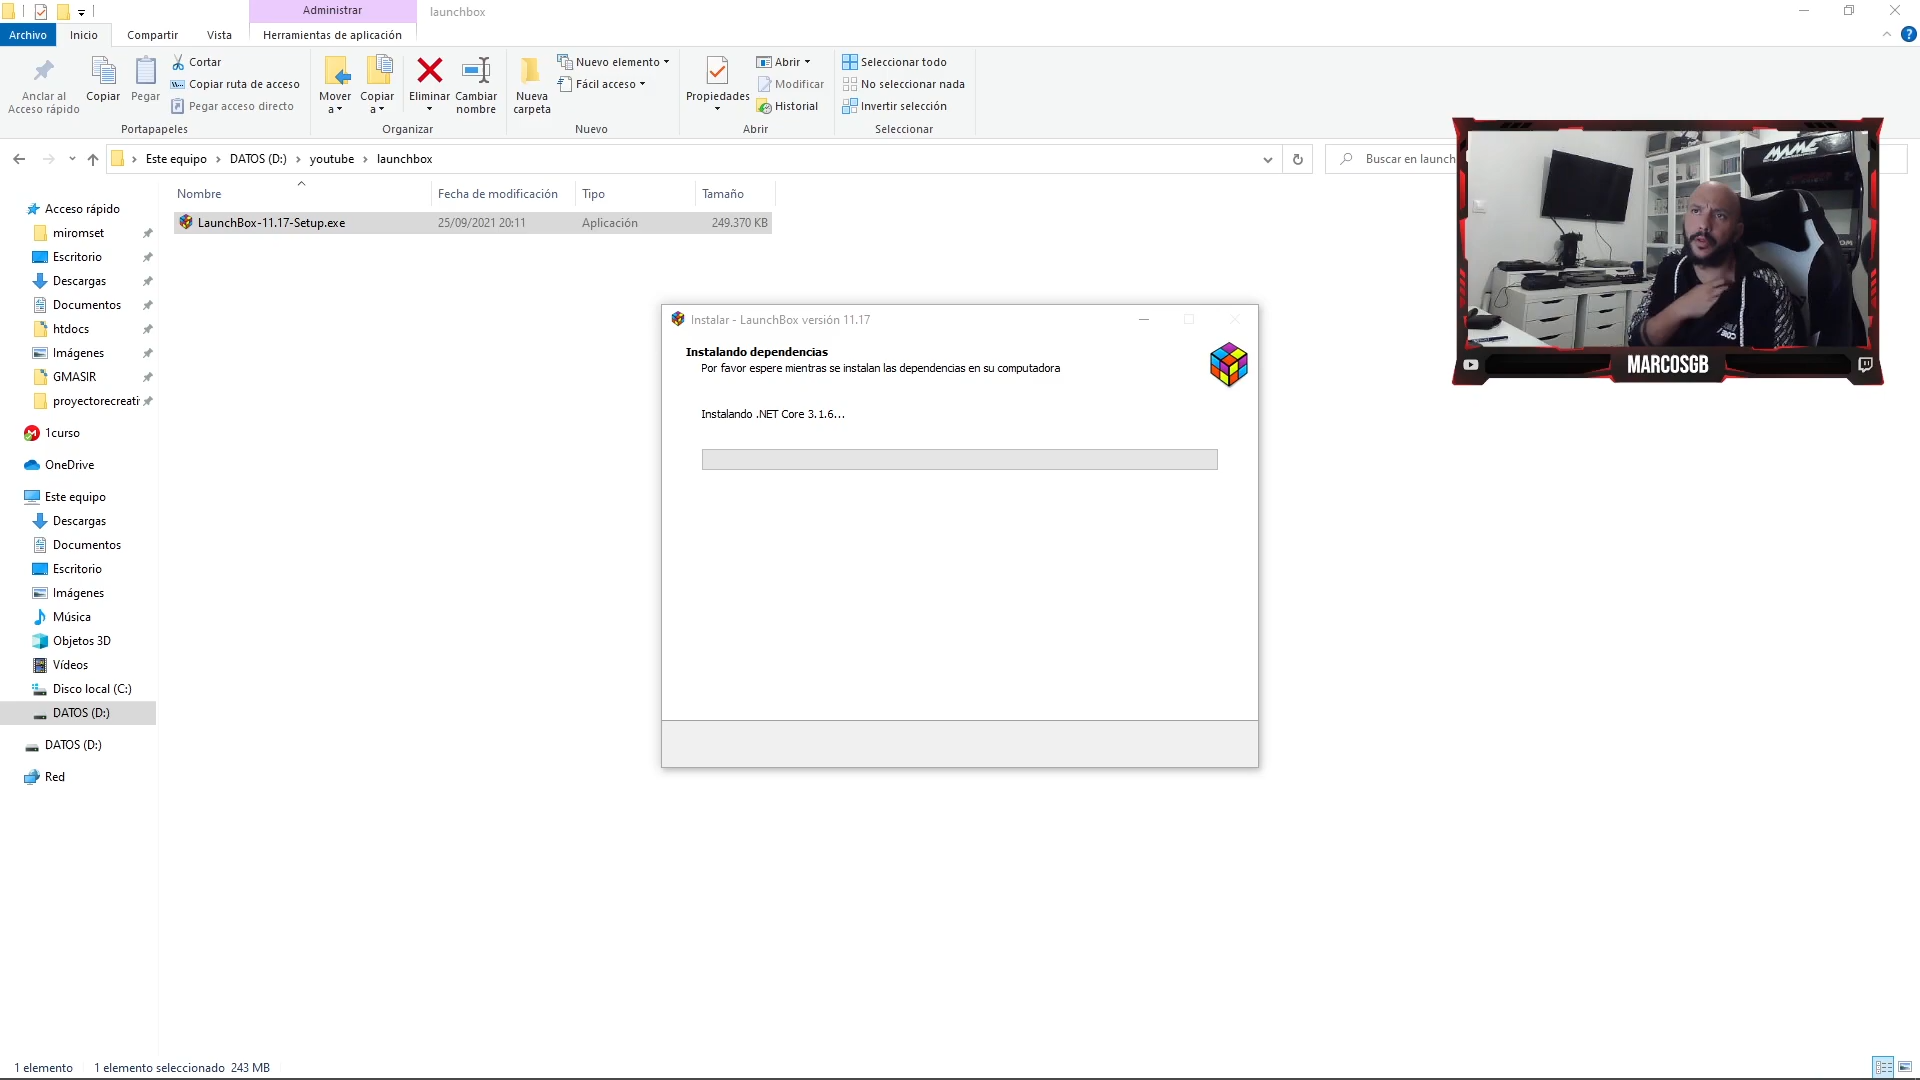 Administrar
launchbox
Archivo
Inicio
Compartir
Vista
Herramientas de aplicación
Anclar al
Acceso rápido
Copiar
Pegar
Cortar
Copiar ruta de acceso
Pegar acceso directo
Portapapeles
Mover
a
Copiar
a
Eliminar
Cambiar
nombre
Organizar
Nueva
carpeta
Nuevo elemento
Fácil acceso
Nuevo
Propiedades
Abrir
Modificar
Historial
Abrir
Seleccionar todo
No seleccionar nada
Invertir selección
Seleccionar
Este equipo › DATOS (D:) › youtube › launchbox
Buscar en launch
Nombre
Fecha de modificación
Tipo
Tamaño
LaunchBox-11.17-Setup.exe
25/09/2021 20:11
Aplicación
249.370 KB
Acceso rápido
miromset
Escritorio
Descargas
Documentos
htdocs
Imágenes
GMASIR
proyectorecreati
1curso
OneDrive
Este equipo
Descargas
Documentos
Escritorio
Imágenes
Música
Objetos 3D
Vídeos
Disco local (C:)
DATOS (D:)
DATOS (D:)
Red
Instalar - LaunchBox versión 11.17
Instalando dependencias
Por favor espere mientras se instalan las dependencias en su computadora
Instalando .NET Core 3.1.6...
MAME
MARCOSGB
1 elemento
1 elemento seleccionado 243 MB